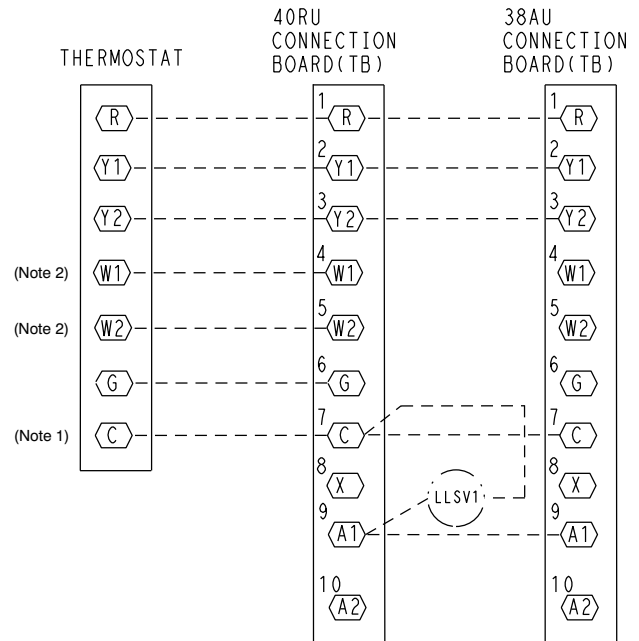 40RU
CONNECTION
BOARD(TB)
38AU
CONNECTION
BOARD(TB)
THERMOSTAT
R 1 R 1 R
Y1 2 Y1 2 Y1
Y2 3 Y2 3 Y2
(Note 2) W1 4 W1 4 W1
(Note 2) W2 5 W2 5 W2
G 6 G 6 G
(Note 1) C 7 C 7 C
8 X 8 X
LLSV1
9 A1 9 A1
10 A2 10 A2